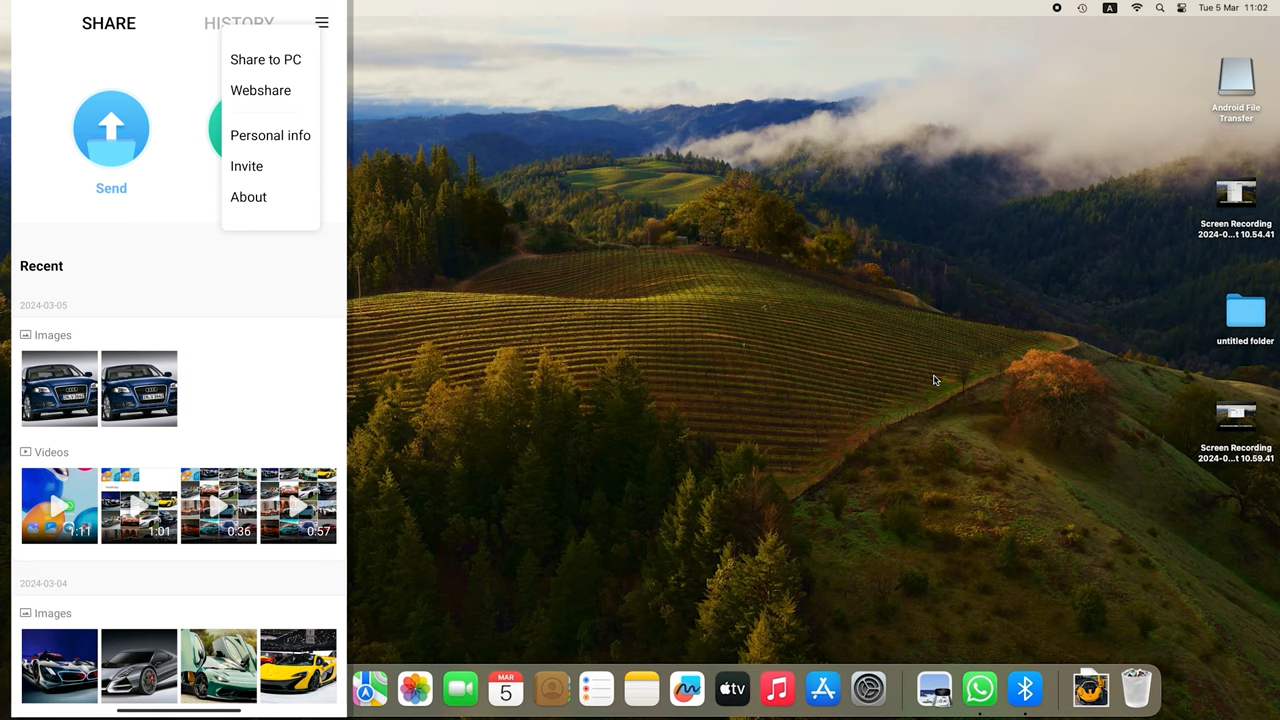 SHARE
HISTORY
Share to PC
Webshare
Personal info
Invite
About
Send
Recent
2024-03-05
Images
Videos
1:11
1:01
0:36
0:57
2024-03-04
Images
A
Tue 5 Mar 11:02
Android File
Transfer
Screen Recording
2024-0...t 10.54.41
untitled folder
Screen Recording
2024-0...t 10.59.41
MAR
5
tv